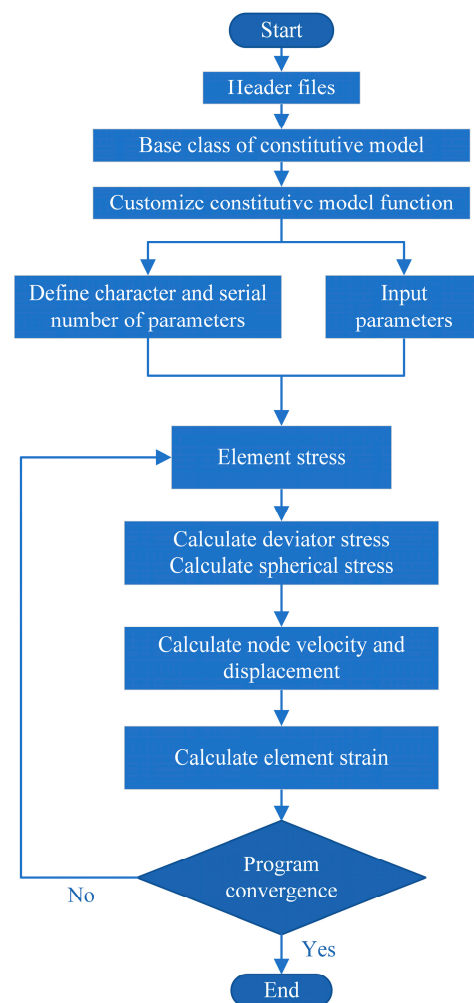 Start
Header files
Base class of constitutive model
Customize constitutive model function
Define character and serial
number of parameters
Input
parameters
Element stress
Calculate deviator stress
Calculate spherical stress
Calculate node velocity and
displacement
Calculate element strain
Program
convergence
No
Yes
End